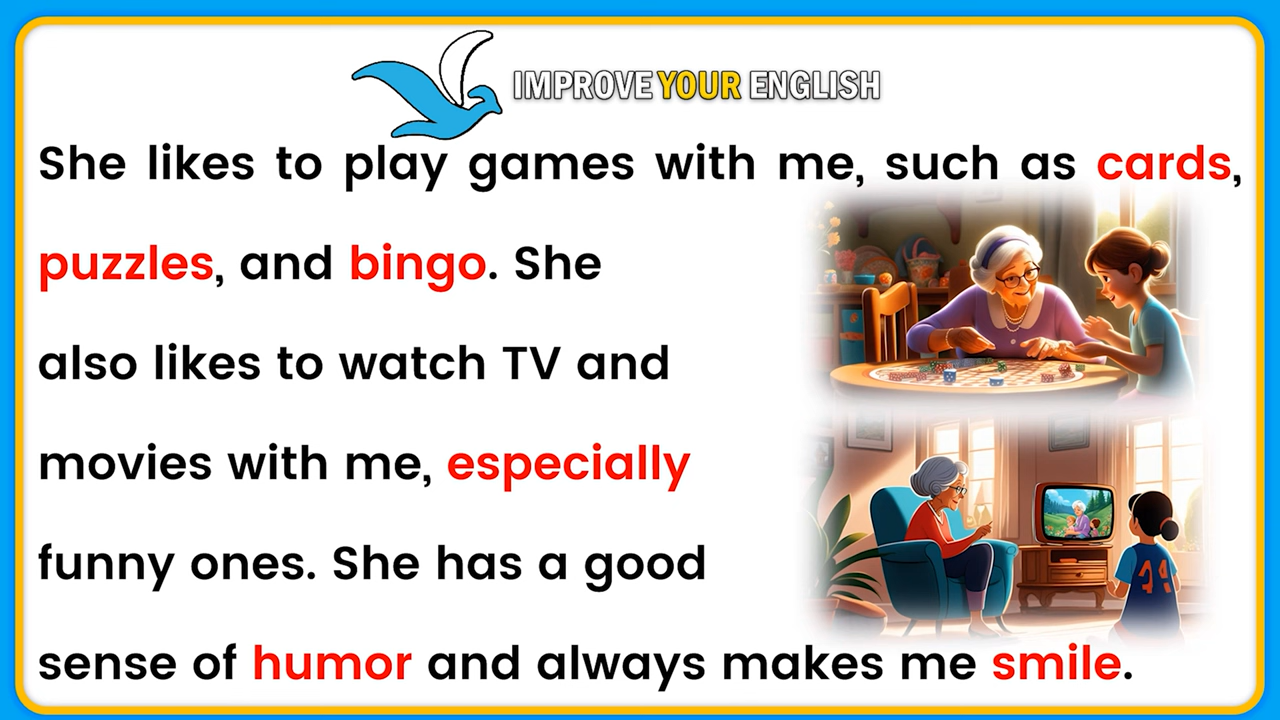 IMPROVE YOUR ENGLISH
She likes to play games with me, such as cards,
puzzles, and bingo. She
also likes to watch TV and
movies with me, especially
funny ones. She has a good
sense of humor and always makes me smile.